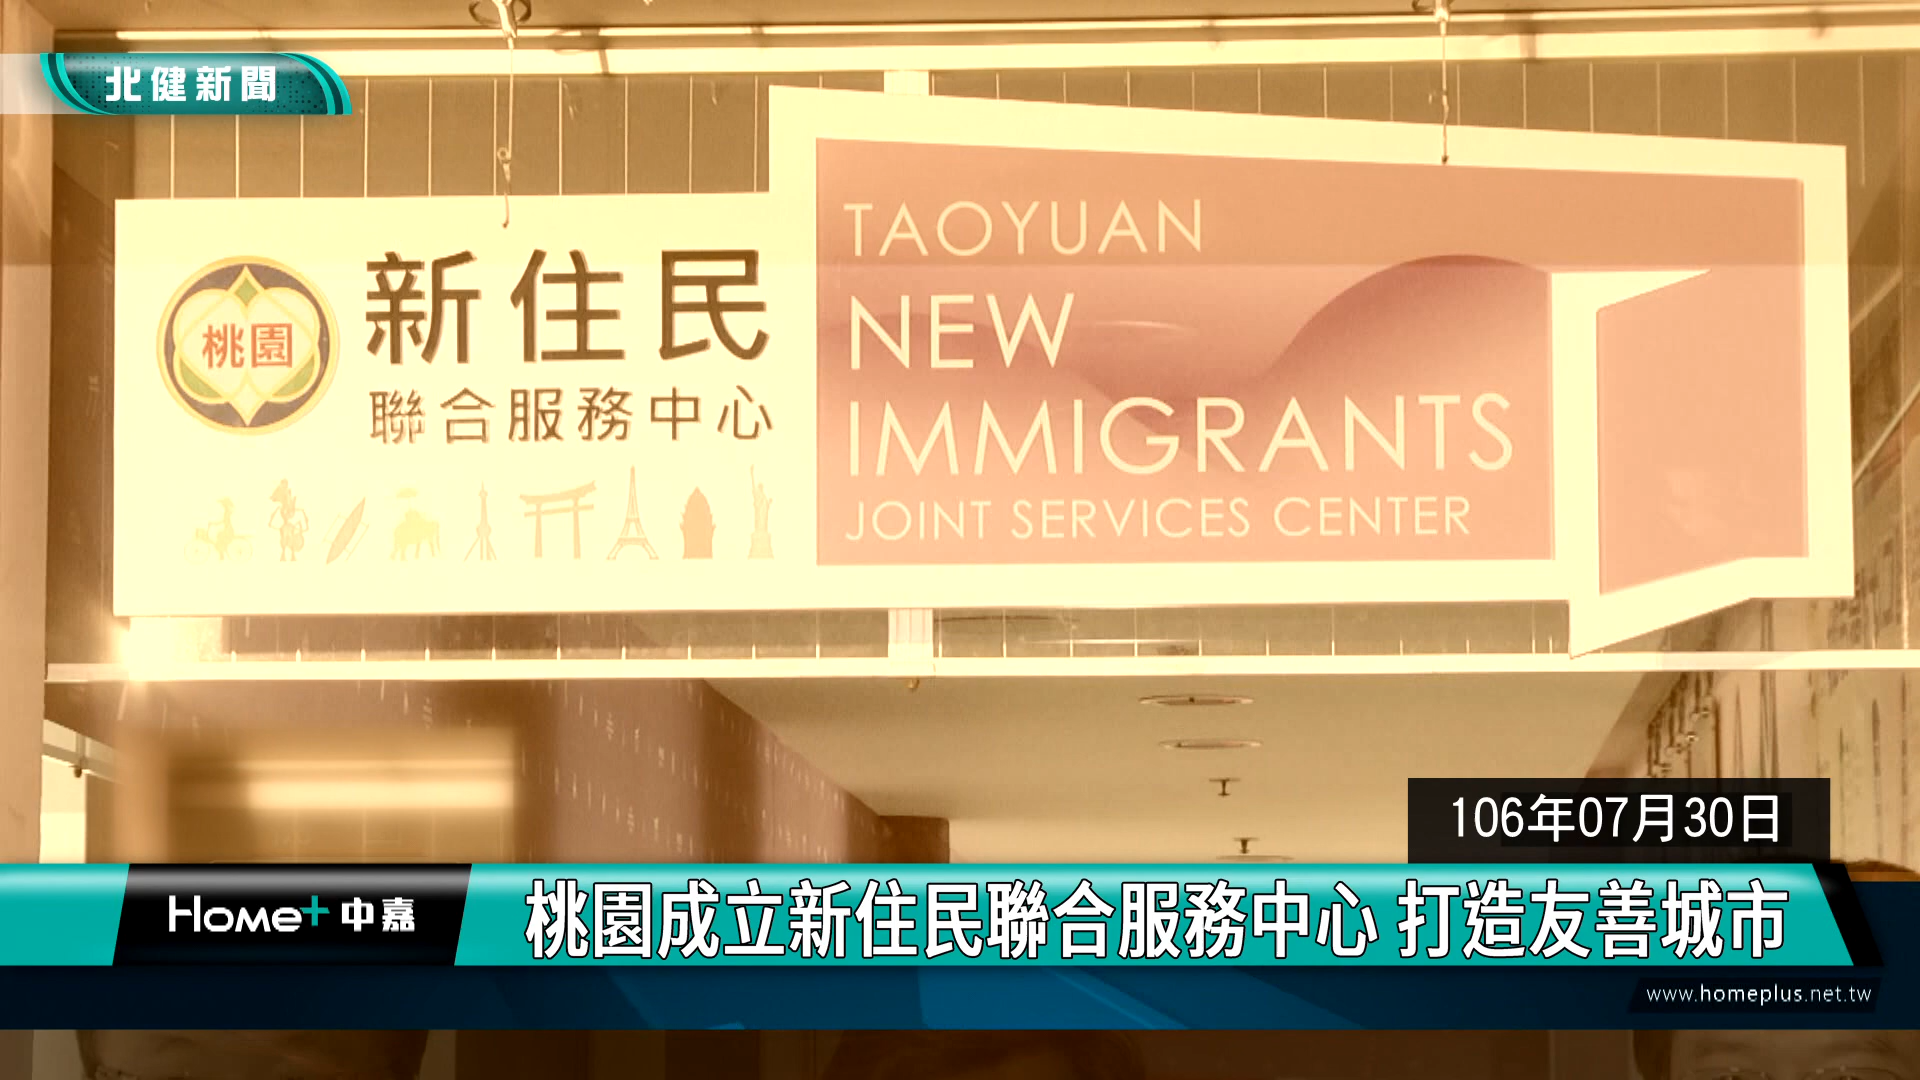 北健新聞
桃園
新住民
聯合服務中心
TAOYUAN
NEW
IMMIGRANTS
JOINT SERVICES CENTER
106年07月30日
Home+中嘉
桃園成立新住民聯合服務中心 打造友善城市
www.homeplus.net.tw